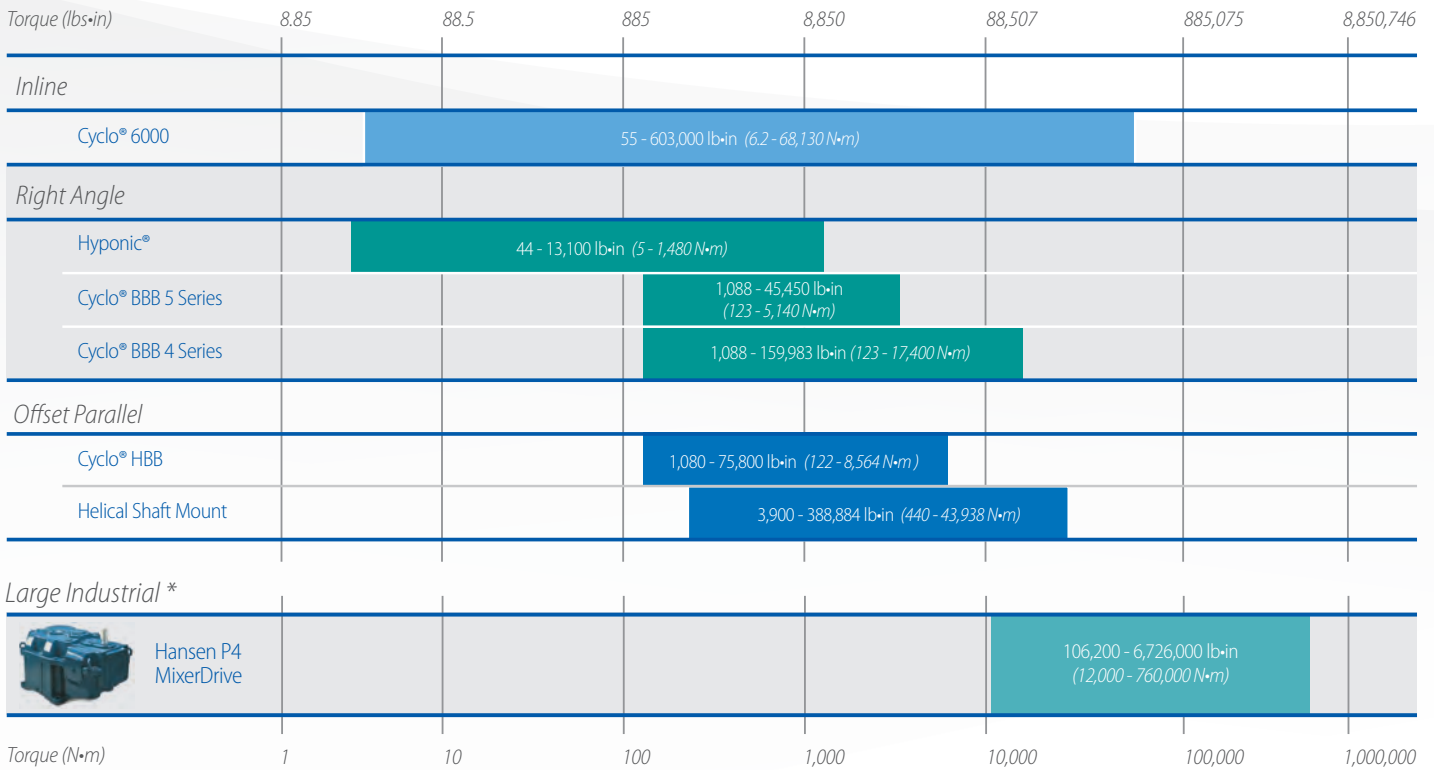 Torque (lbs•in) 8.85 88.5 885 8,850 88,507 885,075 8,850,746
Inline
Cyclo® 6000 55 - 603,000 lb•in (6.2 - 68,130 N•m)
Right Angle
Hyponic® 44 - 13,100 lb•in (5 - 1,480 N•m)
Cyclo® BBB 5 Series 1,088 - 45,450 lb•in
(123 - 5,140 N•m)
Cyclo® BBB 4 Series 1,088 - 159,983 lb•in (123 - 17,400 N•m)
Offset Parallel
Cyclo® HBB 1,080 - 75,800 lb•in (122 - 8,564 N•m )
Helical Shaft Mount 3,900 - 388,884 lb•in (440 - 43,938 N•m)
Large Industrial *
Hansen P4 106,200 - 6,726,000 lb•in
MixerDrive (12,000 - 760,000 N•m)
Torque (N•m) 1 10 100 1,000 10,000 100,000 1,000,000